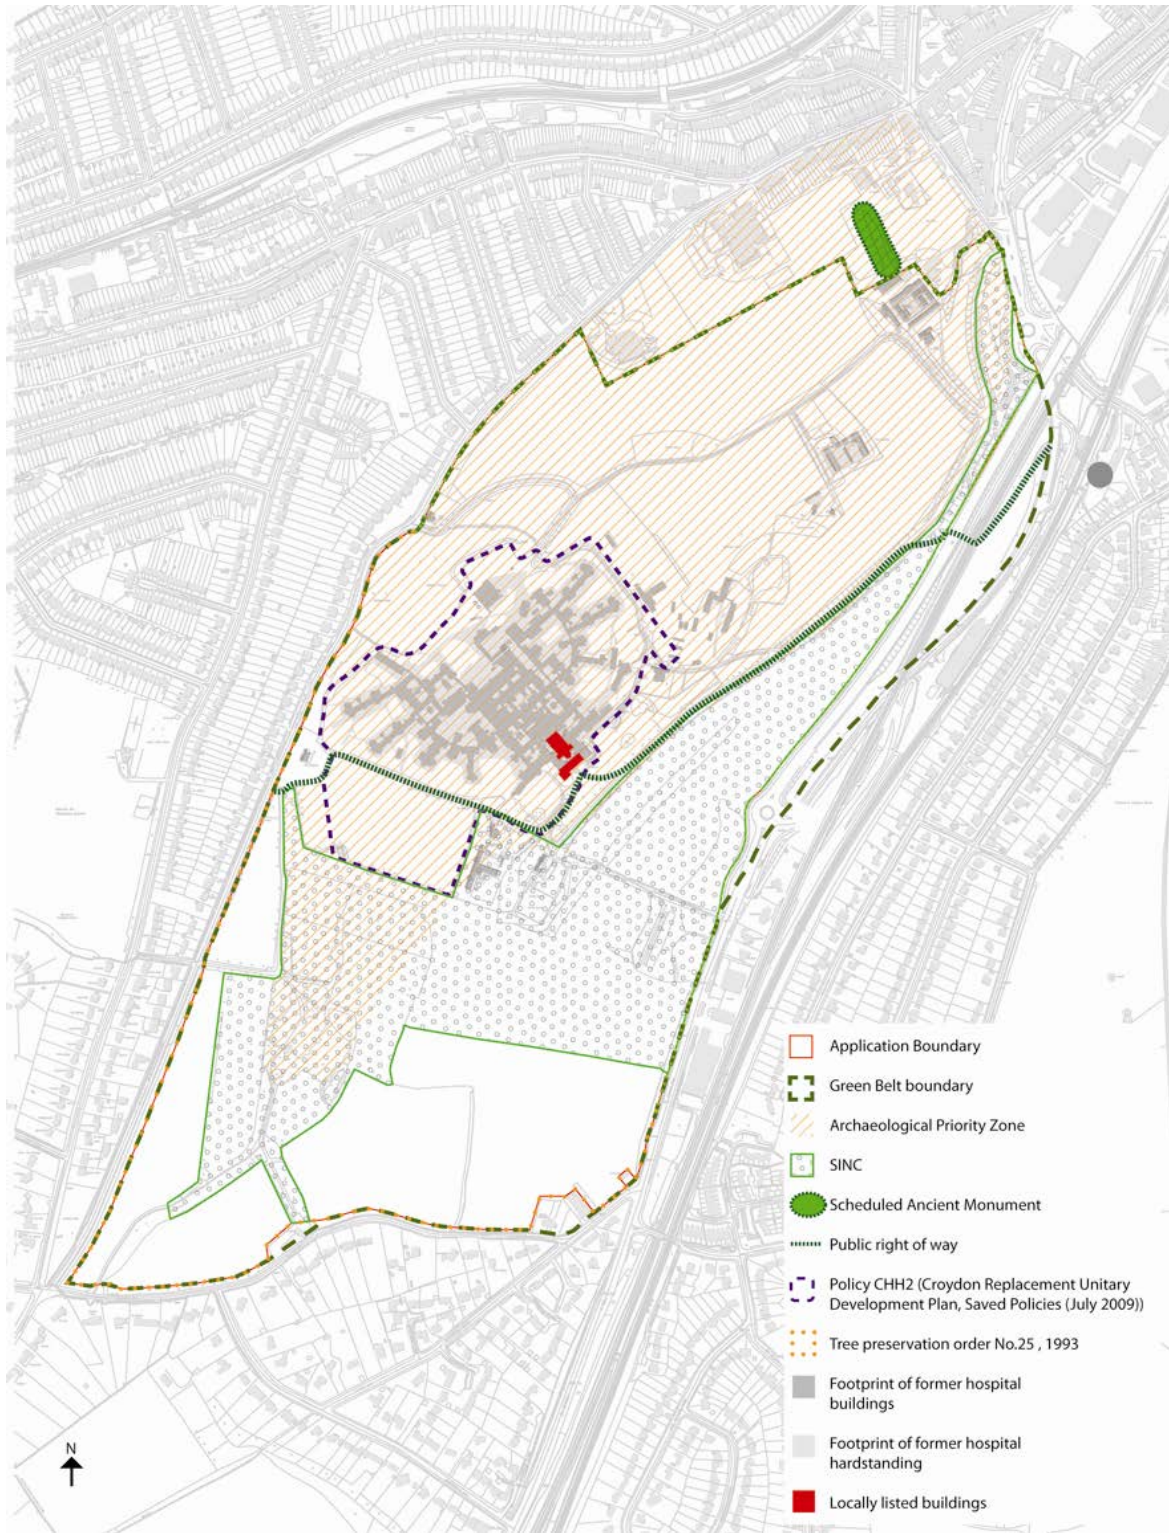 Application Boundary
Green Belt boundary
Archaeological Priority Zone
SINC
Scheduled Ancient Monument
Public right of way
Policy CHH2 (Croydon Replacement Unitary
Development Plan, Saved Policies (July 2009))
Tree preservation order No.25 , 1993
Footprint of former hospital
buildings
Footprint of former hospital
hardstanding
Locally listed buildings
N